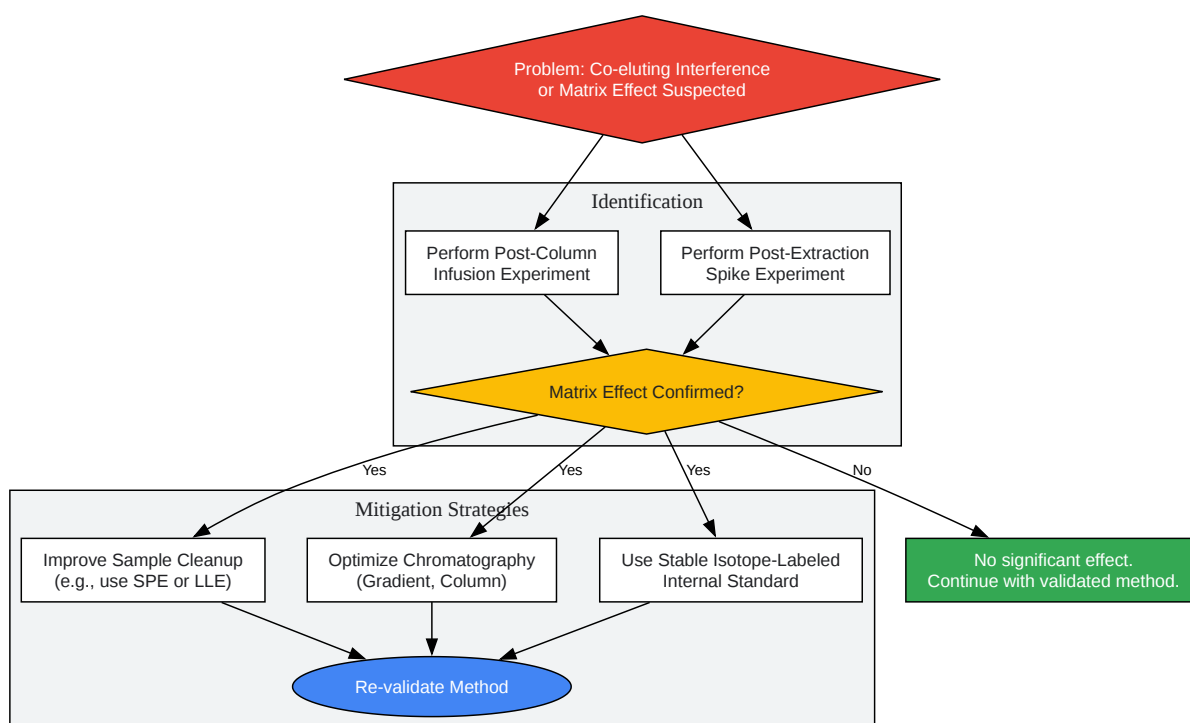 Problem: Co-eluting Interference
or Matrix Effect Suspected
Identification
Perform Post-Column
Infusion Experiment
Perform Post-Extraction
Spike Experiment
Matrix Effect Confirmed?
Yes
Yes
Yes
No
Mitigation Strategies
Improve Sample Cleanup
(e.g., use SPE or LLE)
Optimize Chromatography
(Gradient, Column)
Use Stable Isotope-Labeled
Internal Standard
No significant effect.
Continue with validated method.
Re-validate Method